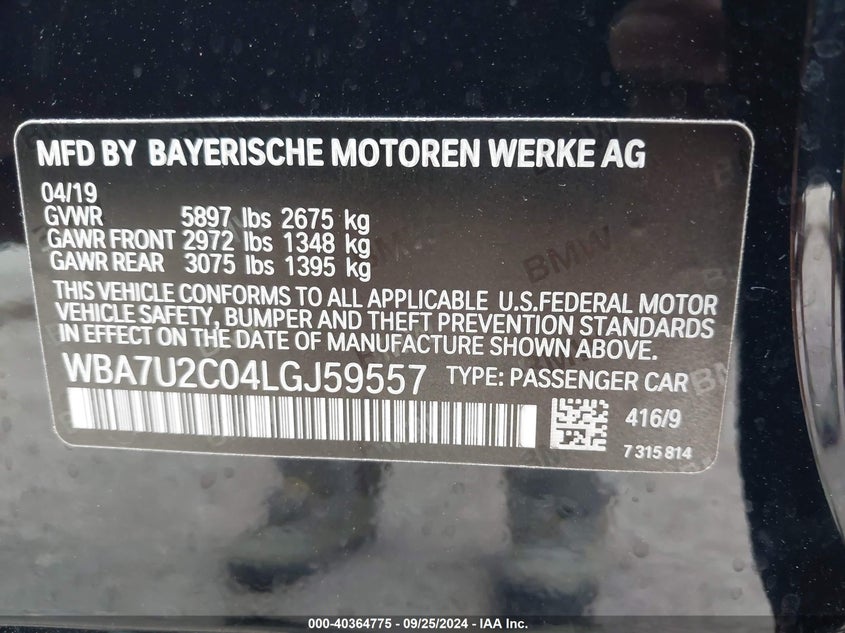 MFD BY BAYERISCHE MOTOREN WERKE AG
04/19
GVWR 5897 lbs 2675 kg
GAWR FRONT 2972 lbs 1348 kg
GAWR REAR 3075 lbs 1395 kg
THIS VEHICLE CONFORMS TO ALL APPLICABLE U.S.FEDERAL MOTOR
VEHICLE SAFETY, BUMPER AND THEFT PREVENTION STANDARDS
IN EFFECT ON THE DATE OF MANUFACTURE SHOWN ABOVE.
WBA7U2C04LGJ59557 TYPE: PASSENGER CAR
416/9
7 315 814
BMW
BMW
000-40364775 - 09/25/2024 - © IAA Inc.